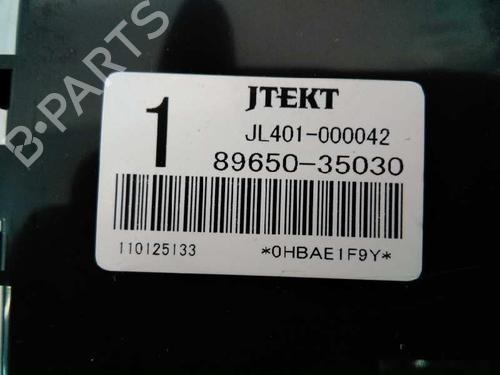 B-PARTS
JTEKT
1
JL401-000042
89650-35030
110125133 *0HBAE1F9Y*